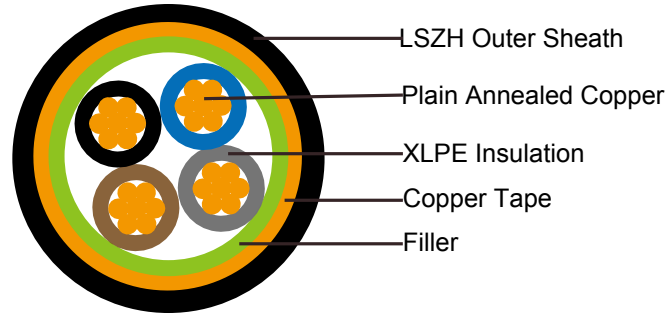 LSZH Outer Sheath
Plain Annealed Copper
XLPE Insulation
Copper Tape
Filler